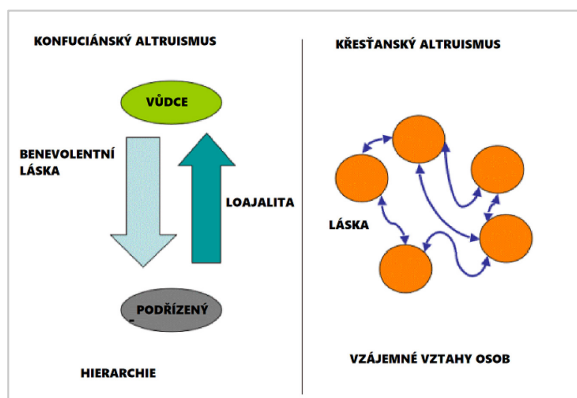 KONFUCIÁNSKÝ ALTRUISMUS
VŮDCE
BENEVOLENTNÍ
LÁSKA
LOAJALITA
PODŘÍZENÝ
HIERARCHIE
KŘESŤANSKÝ ALTRUISMUS
LÁSKA
VZÁJEMNÉ VZTAHY OSOB